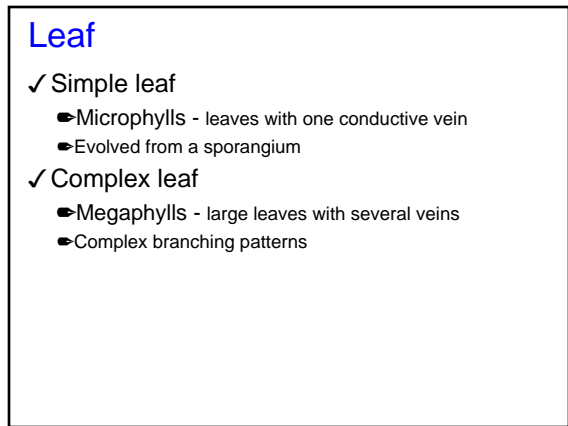 Leaf
✓Simple leaf
✒Microphylls - leaves with one conductive vein
✒Evolved from a sporangium
✓Complex leaf
✒Megaphylls - large leaves with several veins
✒Complex branching patterns